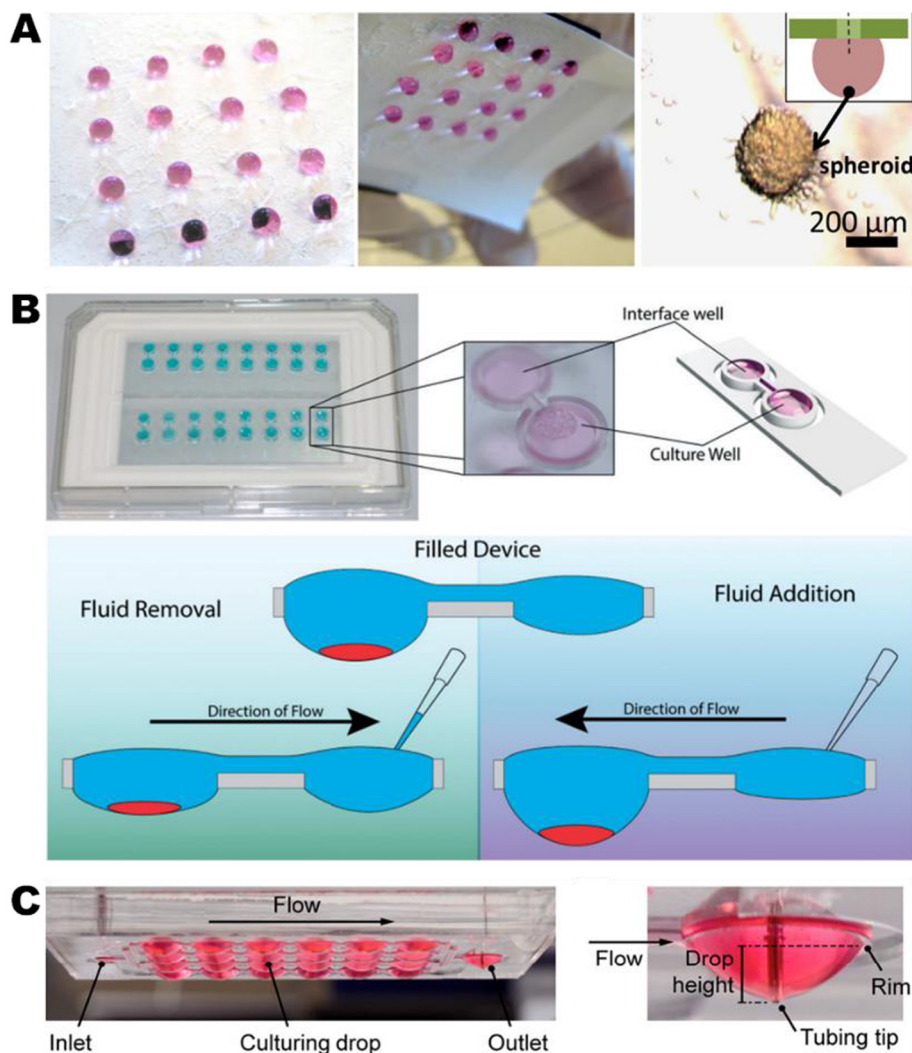 A
spheroid
200 µm
B
Interface well
Culture Well
Filled Device
Fluid Removal
Fluid Addition
Direction of Flow
Direction of Flow
C
Flow
Inlet
Culturing drop
Outlet
Flow
Drop
height
Rim
Tubing tip